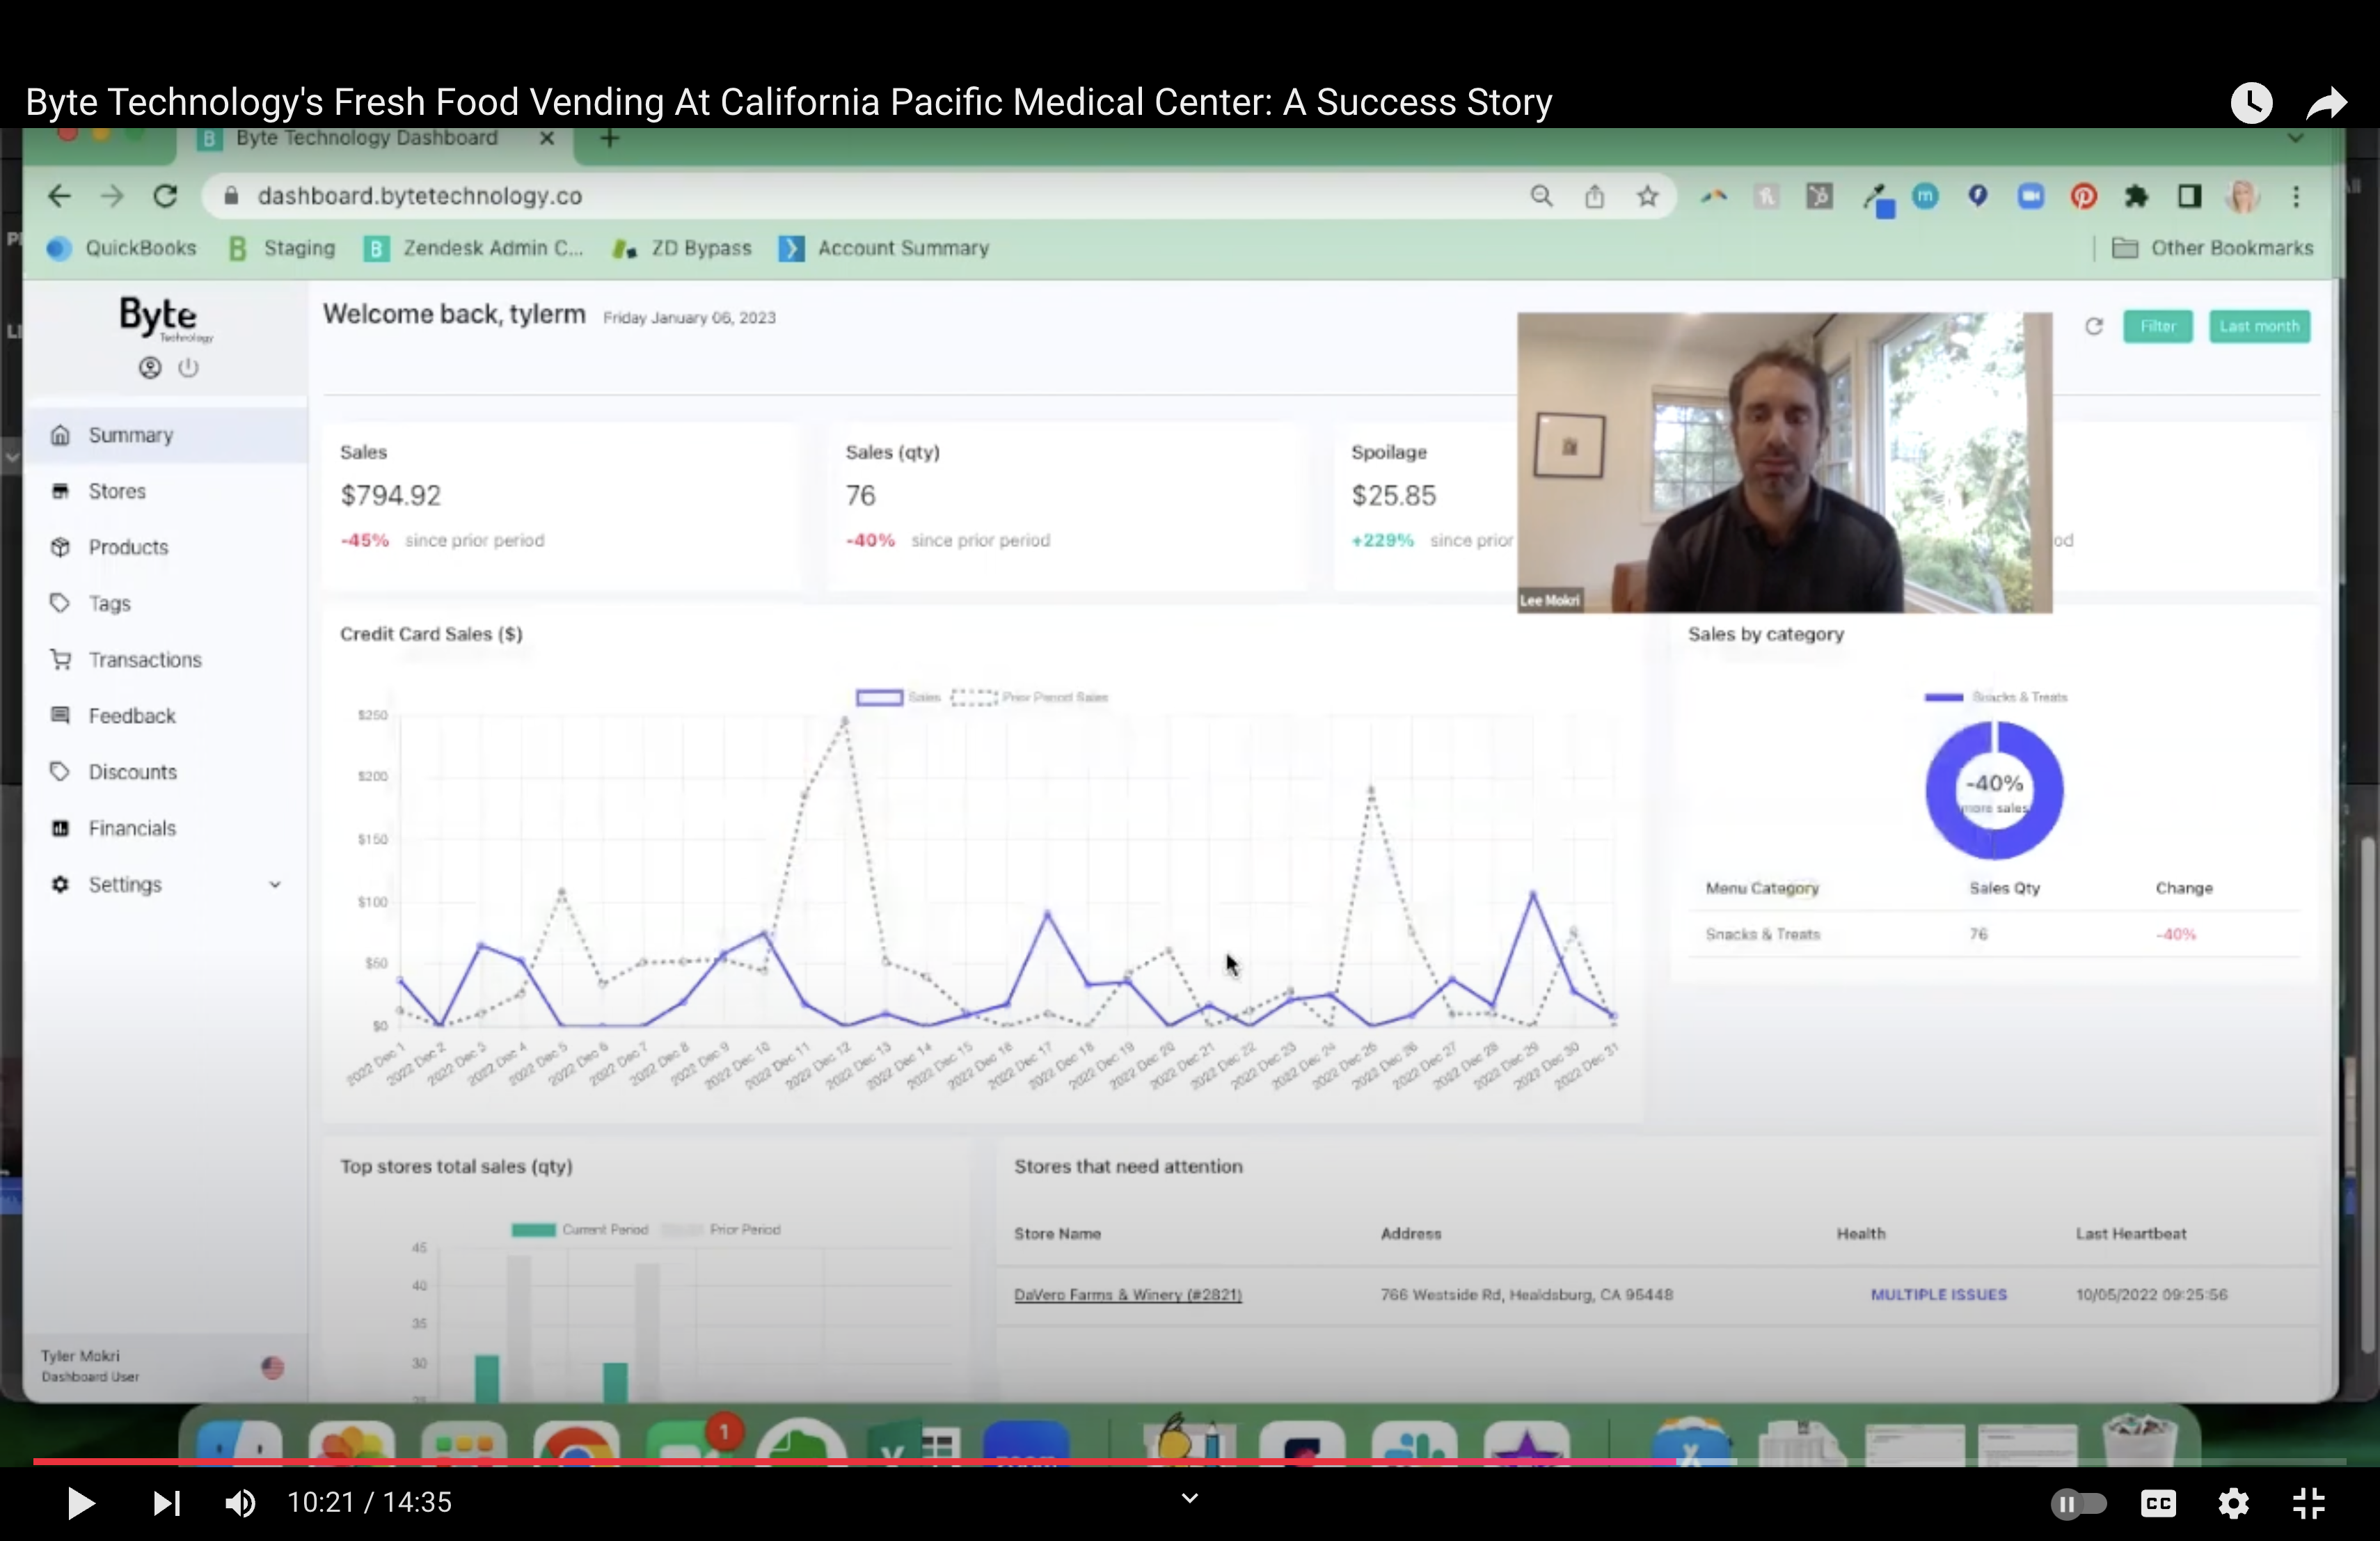 Byte Technology's Fresh Food Vending At California Pacific Medical Center: A Success Story
Byte Technology Dashboard
dashboard.bytetechnology.co
QuickBooks
Staging
Zendesk Admin C...
ZD Bypass
Account Summary
Other Bookmarks
Byte
Technology
Welcome back, tylerm
Friday January 06, 2023
Filter
Last month
Summary
Stores
Products
Tags
Transactions
Feedback
Discounts
Financials
Settings
Sales
$794.92
-45% since prior period
Sales (qty)
76
-40% since prior period
Spoilage
$25.85
+229% since prior
od
Lee Mokri
Credit Card Sales ($)
Sales
Prior Period Sales
$250
$200
$150
$100
$50
$0
2022 Dec 1
2022 Dec 2
2022 Dec 3
2022 Dec 4
2022 Dec 5
2022 Dec 6
2022 Dec 7
2022 Dec 8
2022 Dec 9
2022 Dec 10
2022 Dec 11
2022 Dec 12
2022 Dec 13
2022 Dec 14
2022 Dec 15
2022 Dec 16
2022 Dec 17
2022 Dec 18
2022 Dec 19
2022 Dec 20
2022 Dec 21
2022 Dec 22
2022 Dec 23
2022 Dec 24
2022 Dec 25
2022 Dec 26
2022 Dec 27
2022 Dec 28
2022 Dec 29
2022 Dec 30
2022 Dec 31
Sales by category
Snacks & Treats
-40%
more sales
Menu Category Sales Qty Change
Snacks & Treats 76 -40%
Top stores total sales (qty)
Current Period
Prior Period
45
40
35
30
Stores that need attention
Store Name Address Health Last Heartbeat
DaVero Farms & Winery (#2821) 766 Westside Rd, Healdsburg, CA 95448 MULTIPLE ISSUES 10/05/2022 09:25:56
Tyler Mokri
Dashboard User
1
10:21 / 14:35
CC